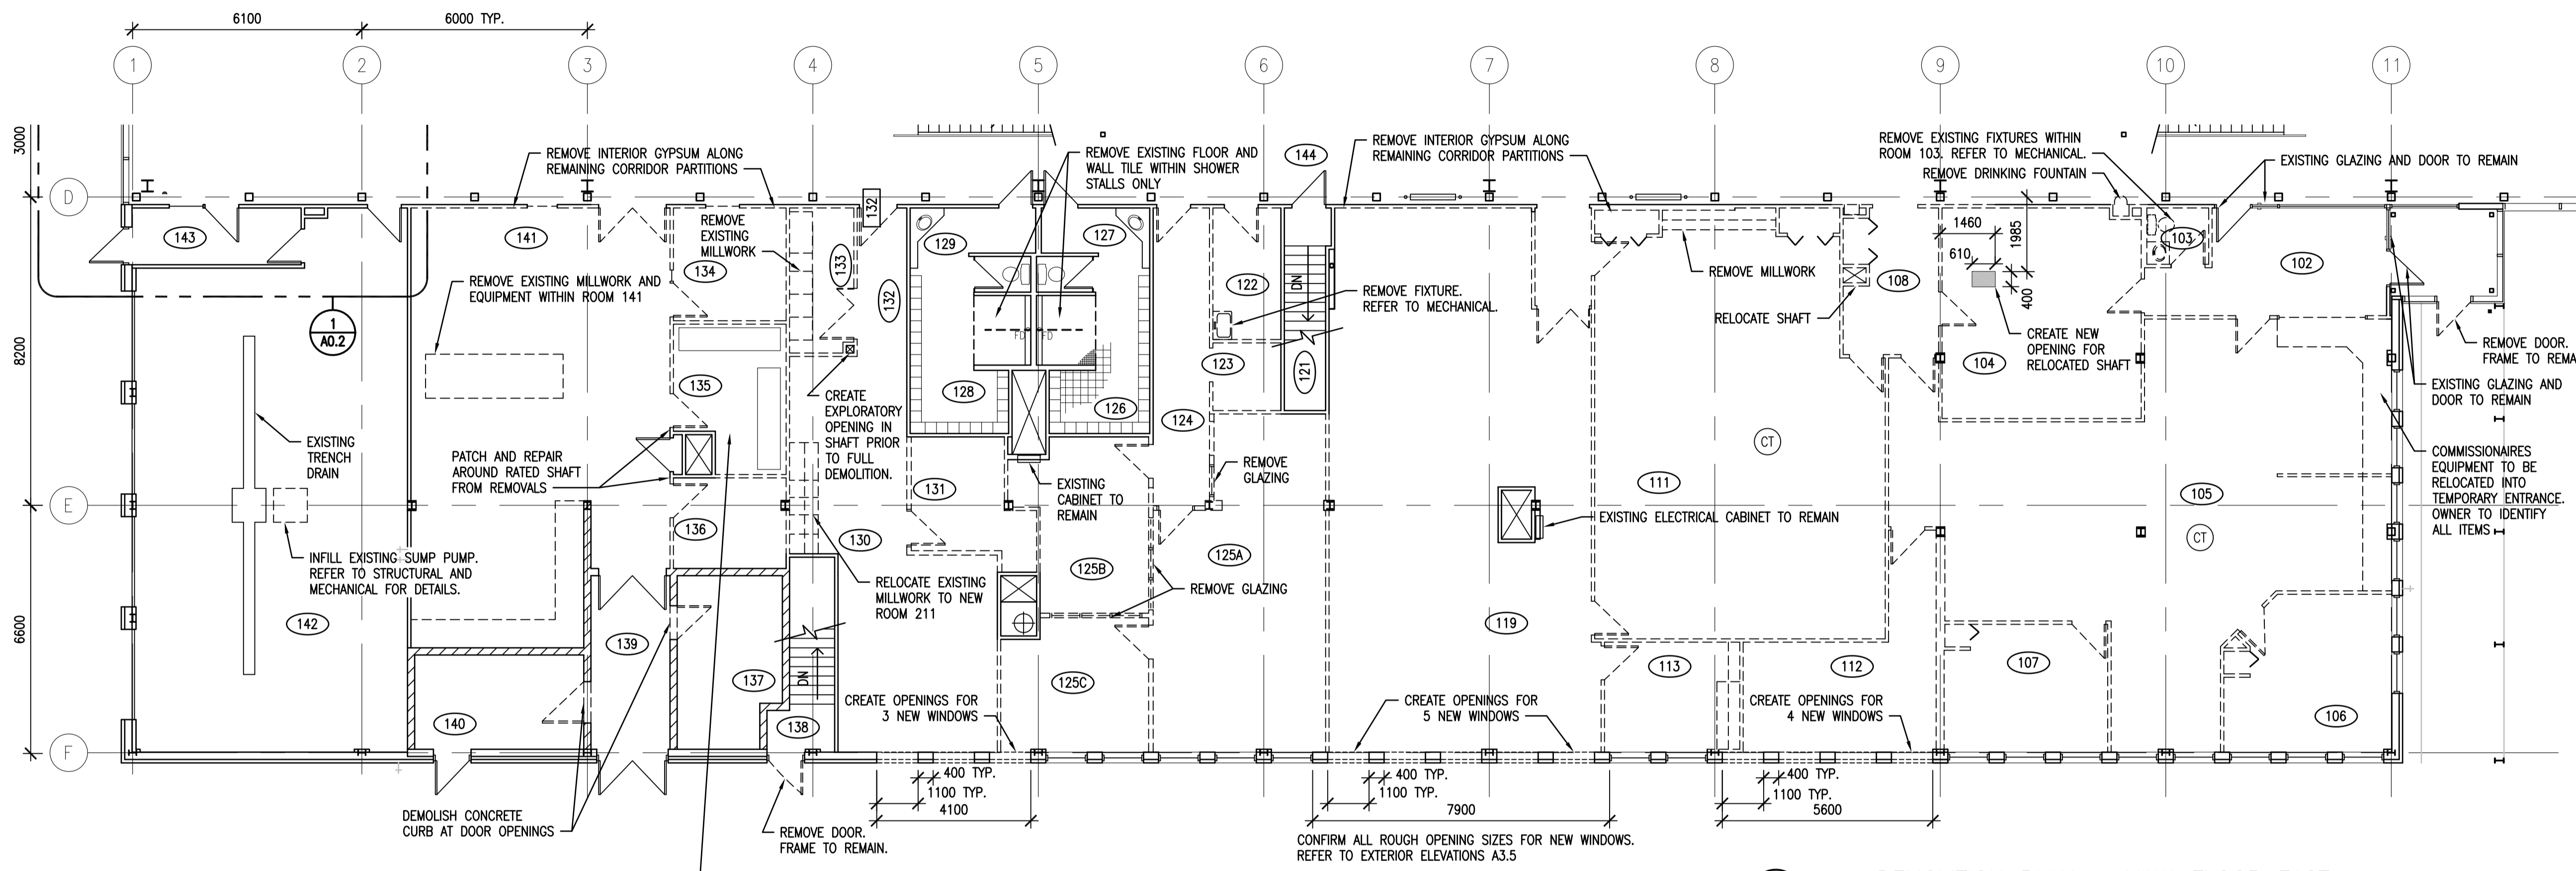 6100
6000 TYP.
1
2
3
4
5
6
7
8
9
10
11
3000
8200
6600
D
E
F
REMOVE INTERIOR GYPSUM ALONG
REMAINING CORRIDOR PARTITIONS
REMOVE EXISTING FLOOR AND
WALL TILE WITHIN SHOWER
STALLS ONLY
144
REMOVE INTERIOR GYPSUM ALONG
REMAINING CORRIDOR PARTITIONS
REMOVE EXISTING FIXTURES WITHIN
ROOM 103. REFER TO MECHANICAL.
REMOVE DRINKING FOUNTAIN
EXISTING GLAZING AND DOOR TO REMAIN
143
141
REMOVE
EXISTING
MILLWORK
132
129
127
1460
1985
610
400
103
102
134
133
132
122
DN
REMOVE MILLWORK
108
REMOVE EXISTING MILLWORK AND
EQUIPMENT WITHIN ROOM 141
REMOVE FIXTURE.
REFER TO MECHANICAL.
RELOCATE SHAFT
1
A0.2
FD
FD
CREATE NEW
OPENING FOR
RELOCATED SHAFT
104
REMOVE DOOR.
FRAME TO REMA
EXISTING GLAZING AND
DOOR TO REMAIN
135
128
126
123
121
124
CREATE
EXPLORATORY
OPENING IN
SHAFT PRIOR
TO FULL
DEMOLITION.
EXISTING
TRENCH
DRAIN
PATCH AND REPAIR
AROUND RATED SHAFT
FROM REMOVALS
CT
COMMISSIONAIRES
EQUIPMENT TO BE
RELOCATED INTO
TEMPORARY ENTRANCE.
OWNER TO IDENTIFY
ALL ITEMS
REMOVE
GLAZING
EXISTING
CABINET TO
REMAIN
131
111
105
EXISTING ELECTRICAL CABINET TO REMAIN
136
130
125A
125B
CT
INFILL EXISTING SUMP PUMP.
REFER TO STRUCTURAL AND
MECHANICAL FOR DETAILS.
RELOCATE EXISTING
MILLWORK TO NEW
ROOM 211
REMOVE GLAZING
142
139
119
137
DN
125C
113
112
107
140
138
106
CREATE OPENINGS FOR
3 NEW WINDOWS
CREATE OPENINGS FOR
5 NEW WINDOWS
CREATE OPENINGS FOR
4 NEW WINDOWS
400 TYP.
1100 TYP.
4100
400 TYP.
1100 TYP.
7900
400 TYP.
1100 TYP.
5600
DEMOLISH CONCRETE
CURB AT DOOR OPENINGS
REMOVE DOOR.
FRAME TO REMAIN.
CONFIRM ALL ROUGH OPENING SIZES FOR NEW WINDOWS.
REFER TO EXTERIOR ELEVATIONS A3.5